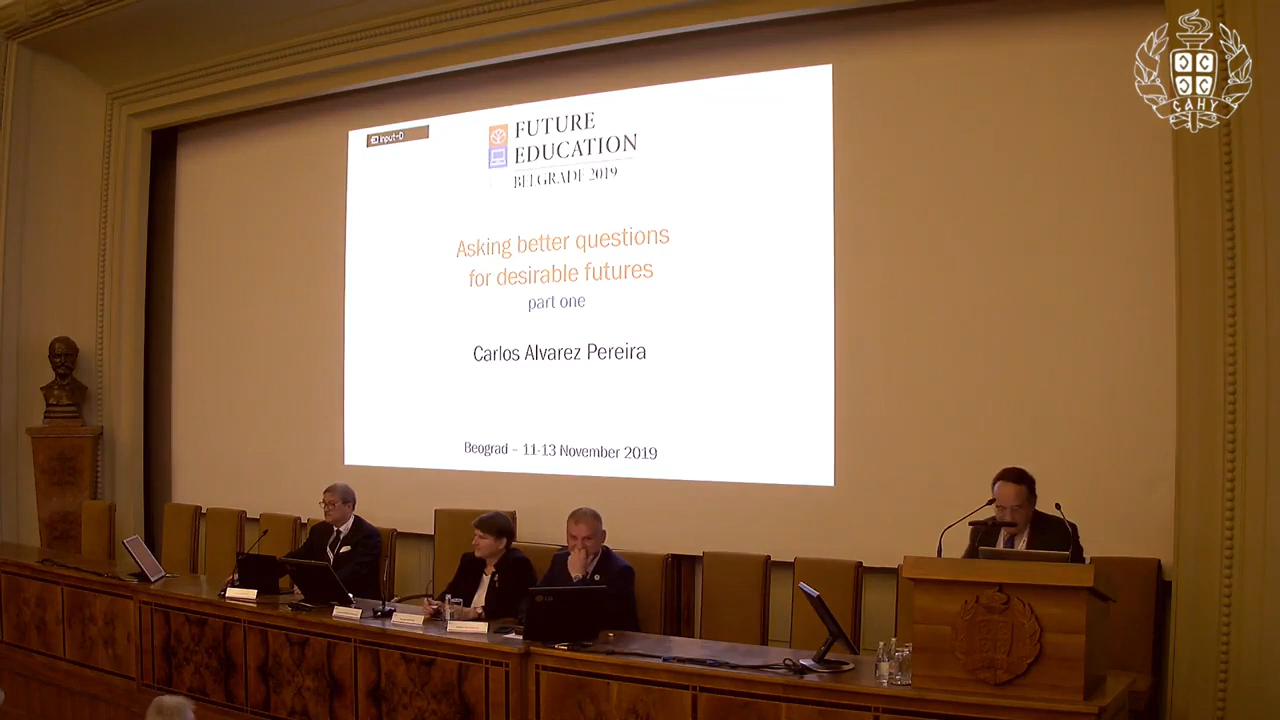 input-D
FUTURE
EDUCATION
BELGRADE 2019
Asking better questions
for desirable futures
part one
Carlos Alvarez Pereira
Beograd – 11-13 November 2019
САНУ